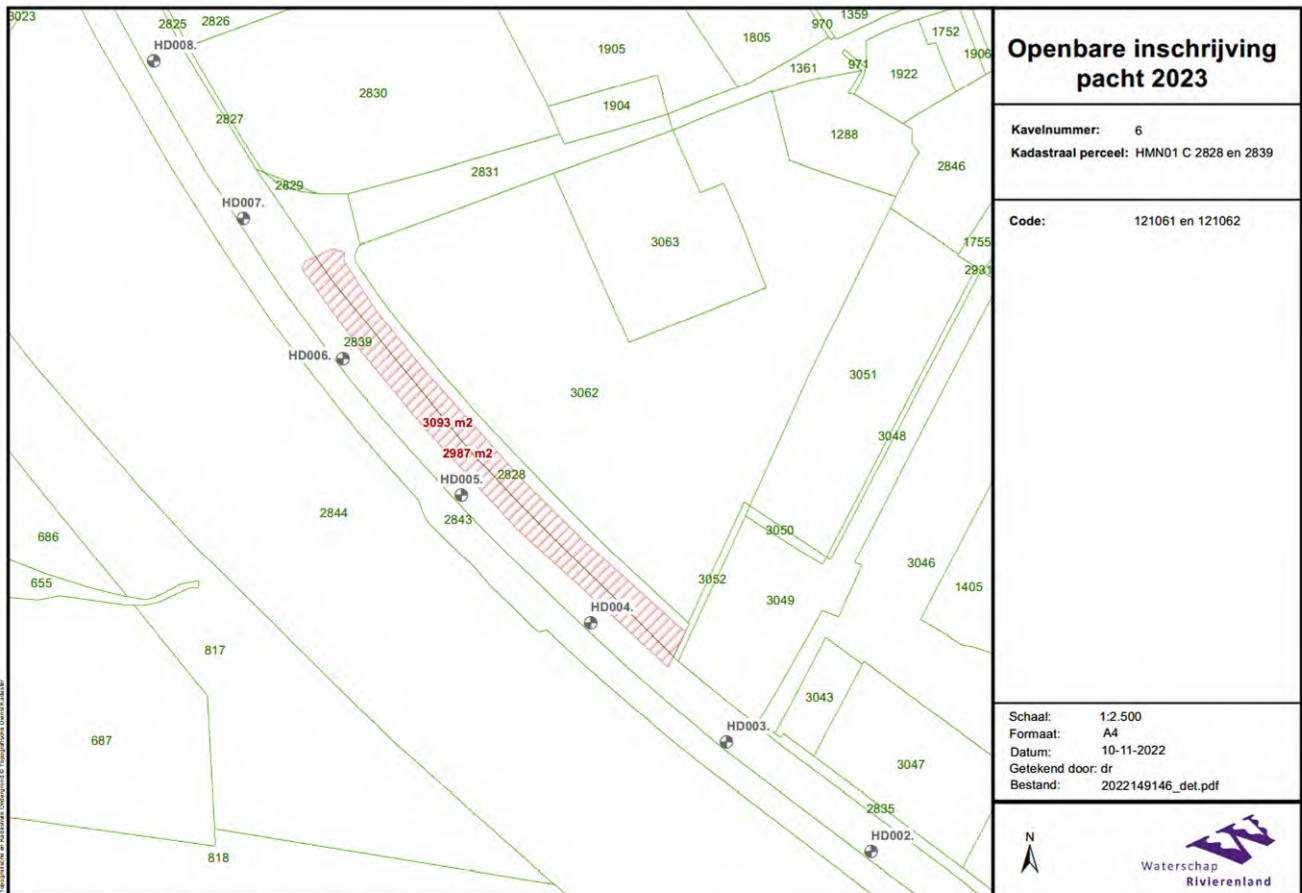 3023
2825
2826
HD008.
2830
1905
1805
970
1359
1752
1906
1361
971
1922
1904
2827
1288
2846
2829
2831
HD007.
3063
1755
2931
HD006.
2839
3062
3051
3093 m2
3048
2987 m2
2828
HD005.
2844
2843
3050
686
655
3052
3046
3049
1405
HD004.
817
3043
687
HD003.
3047
2835
HD002.
818
Openbare inschrijving
pacht 2023
Kavelnummer: 6
Kadastraal perceel: HMN01 C 2828 en 2839
Code: 121061 en 121062
Schaal: 1:2.500
Formaat: A4
Datum: 10-11-2022
Getekend door: dr
Bestand: 2022149146_det.pdf
N
Waterschap
Rivierenland